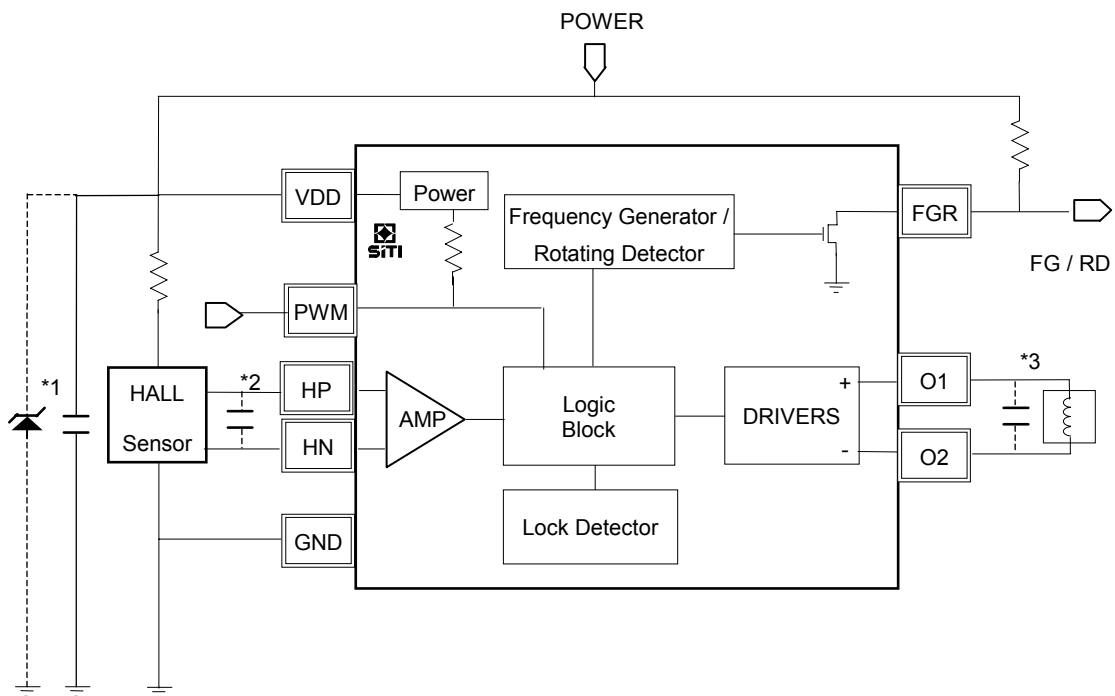 POWER
VDD
Power
SiTI
Frequency Generator /
Rotating Detector
FGR
FG / RD
PWM
*1
HALL
Sensor
*2
HP
HN
AMP
Logic
Block
+
DRIVERS
-
O1
O2
*3
Lock Detector
GND